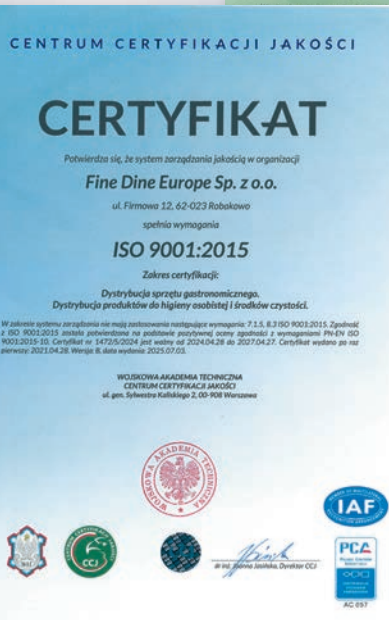 CENTRUM CERTYFIKACJI JAKOŚCI
CERTYFIKAT
Potwierdza się, że system zarządzania jakością w organizacji
Fine Dine Europe Sp. z o.o.
ul. Firmowa 12, 62-023 Robakowo
spełnia wymagania
ISO 9001:2015
Zakres certyfikacji:
Dystrybucja sprzętu gastronomicznego.
Dystrybucja produktów do higieny osobistej i środków czystości.
W zakresie systemu zarządzania nie mają zastosowania następujące wymagania: 7.1.5, 8.3 ISO 9001:2015. Zgodność
z ISO 9001:2015 została potwierdzona na podstawie pozytywnej oceny zgodności z wymaganiami PN-EN ISO
9001:2015-10. Certyfikat nr 1472/S/2024 jest ważny od 2024.04.28 do 2027.04.27. Certyfikat wydano po raz
pierwszy: 2021.04.28. Wersja: B, data wydania: 2025.07.03.
WOJSKOWA AKADEMIA TECHNICZNA
CENTRUM CERTYFIKACJI JAKOŚCI
ul. gen. Sylwestra Kaliskiego 2, 00-908 Warszawa
WOJSKOWA AKADEMIA TECHNICZNA
IAF
WAT
CCJ
Dyrektor CCJ
PCA
AC 097